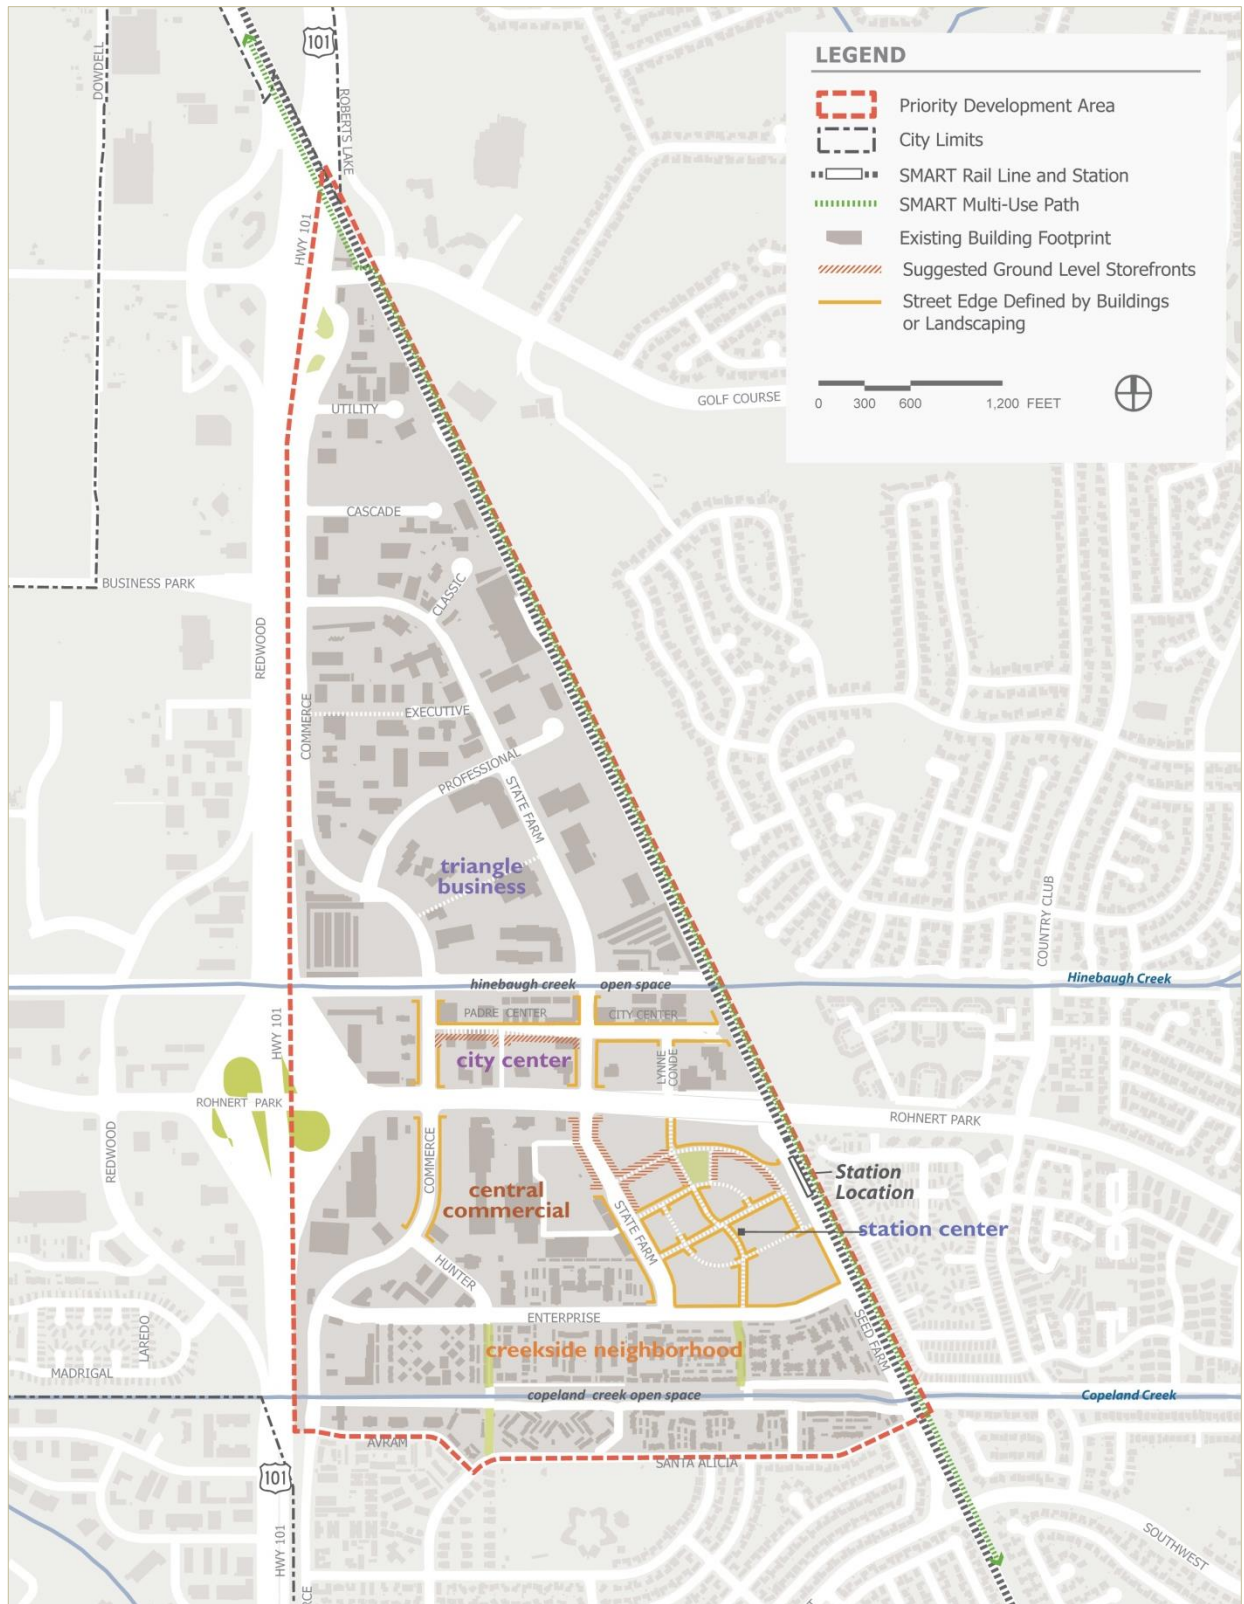 LEGEND
Priority Development Area
City Limits
SMART Rail Line and Station
SMART Multi-Use Path
Existing Building Footprint
Suggested Ground Level Storefronts
Street Edge Defined by Buildings
or Landscaping
0 300 600 1,200 FEET
101
DOWDELL
ROBERTS LAKE
HWY 101
GOLF COURSE
UTILITY
CASCADE
BUSINESS PARK
CLASSIC
REDWOOD
COMMERCE
EXECUTIVE
PROFESSIONAL
STATE FARM
triangle
business
COUNTRY CLUB
Hinebaugh Creek
hinebaugh creek open space
PADRE CENTER
CITY CENTER
HWY 101
city center
LYNNE
CONDE
ROHNERT PARK
ROHNERT PARK
REDWOOD
COMMERCE
Station
Location
central
commercial
STATE FARM
station center
HUNTER
ENTERPRISE
SEED FARM
LAREDO
MADRIGAL
creekside neighborhood
copeland creek open space
Copeland Creek
AVRAM
SANTA ALICIA
101
HWY 101
SOUTHWEST
RCE